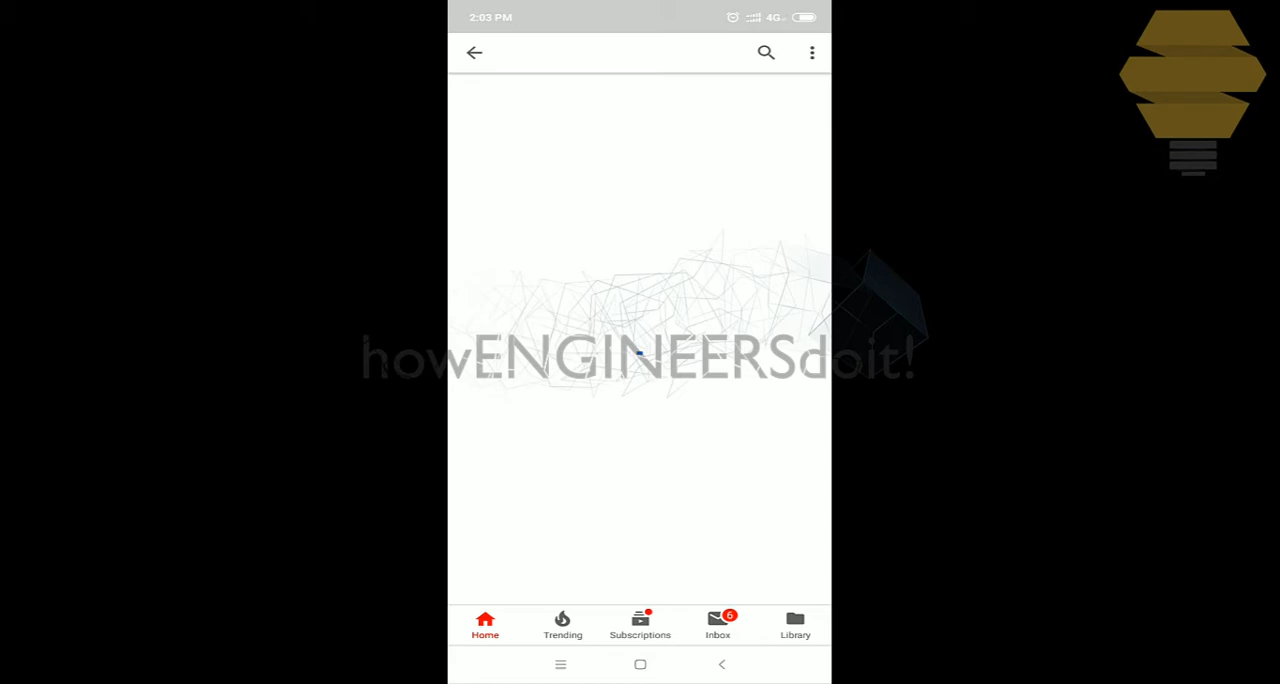 2:03 PM
4G
howENGINEERSdoit!
6
Home
Trending
Subscriptions
Inbox
Library